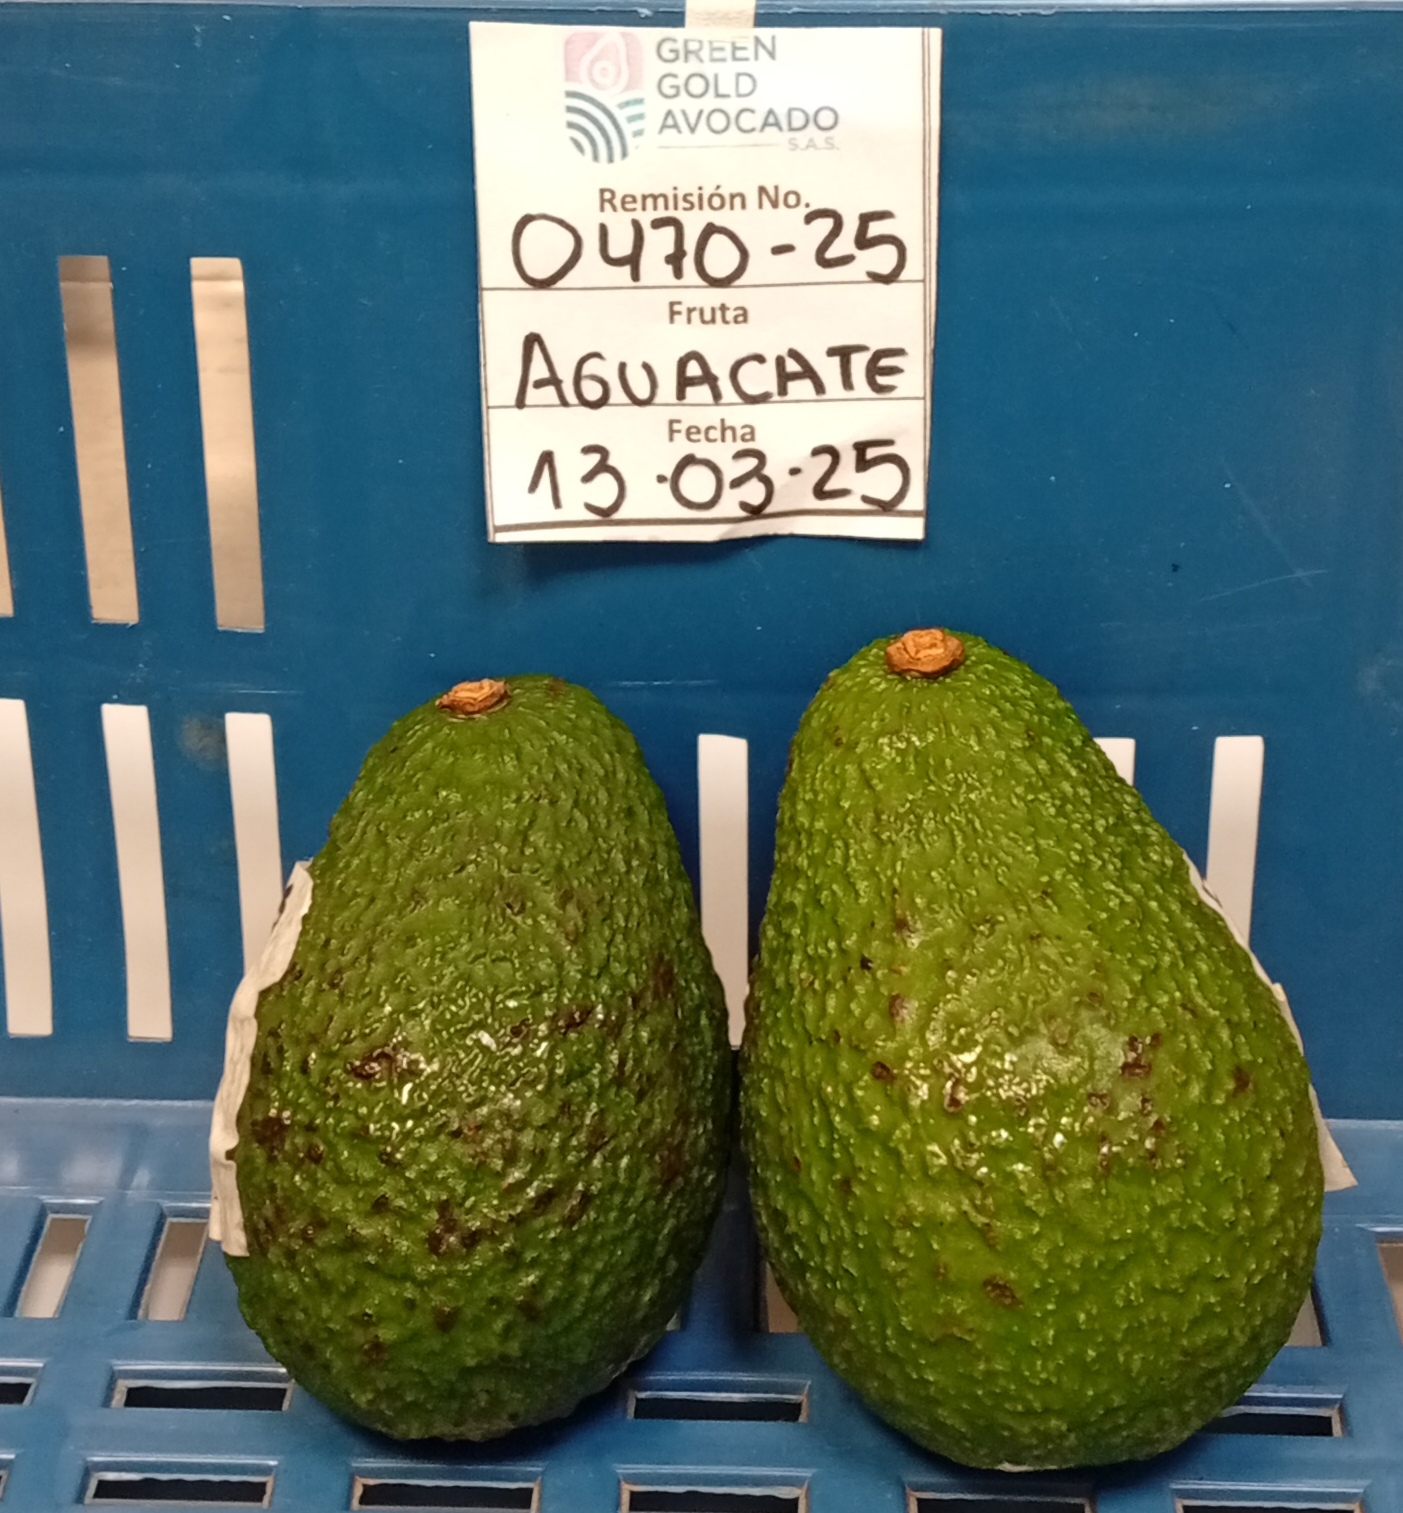 GREEN
GOLD
AVOCADO
S.A.S.
Remisión No.
0470-25
Fruta
AGUACATE
Fecha
13-03-25